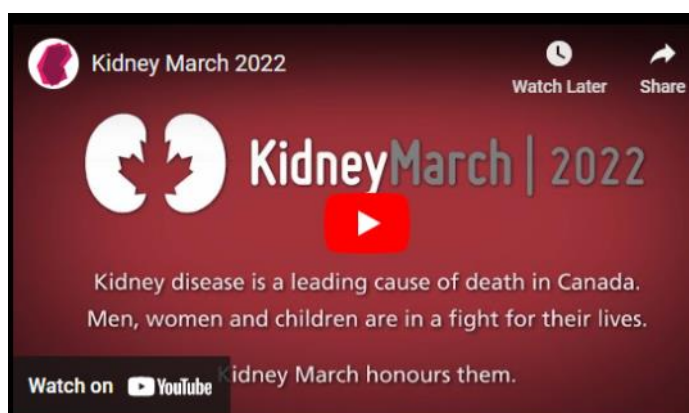 Kidney March 2022
Watch Later
Share
KidneyMarch | 2022
Kidney disease is a leading cause of death in Canada.
Men, women and children are in a fight for their lives.
Kidney March honours them.
Watch on YouTube